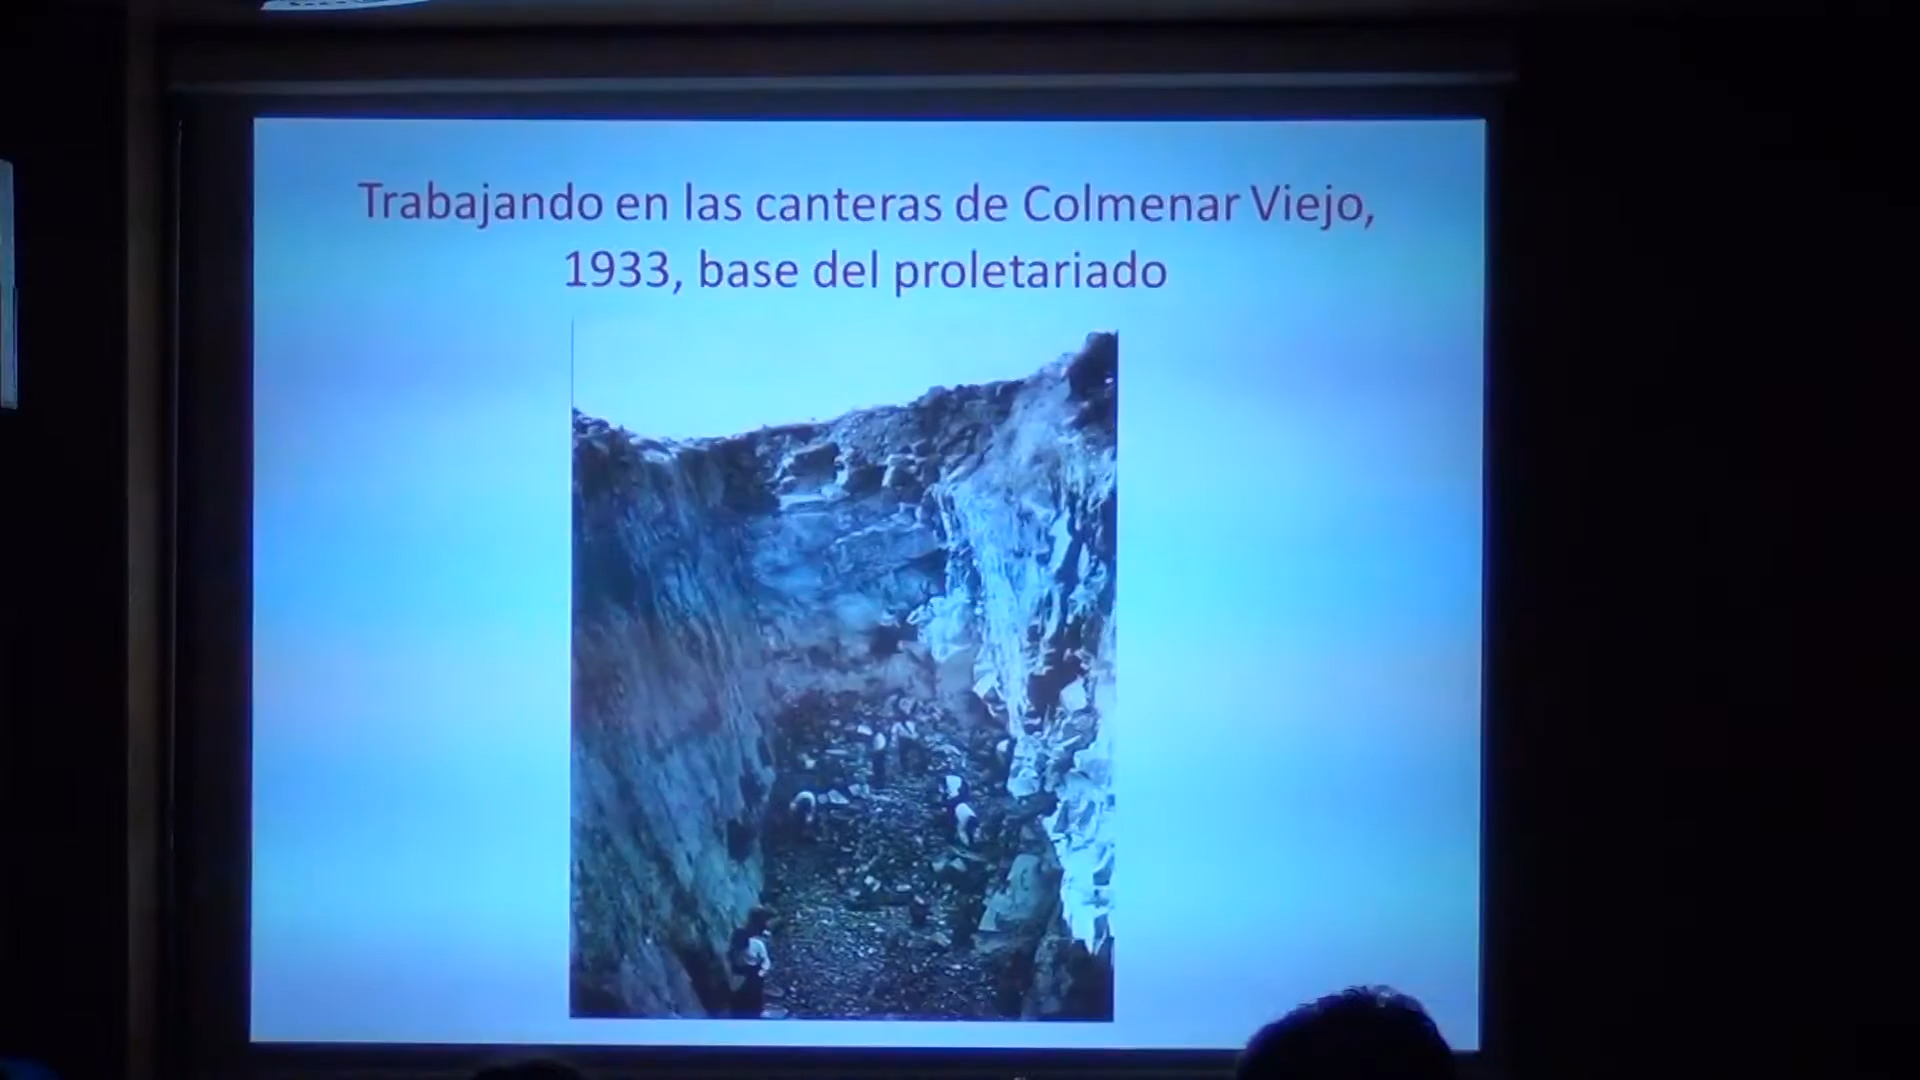 Trabajando en las canteras de Colmenar Viejo,
1933, base del proletariado